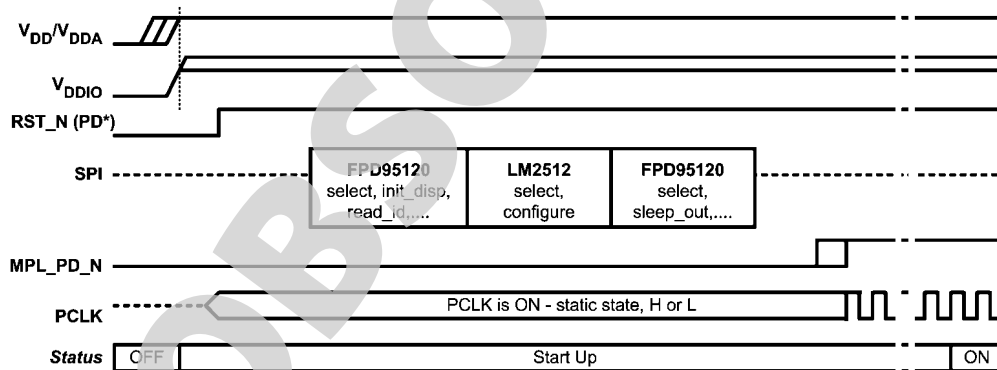 VDD/VDDA
VDDIO
RST_N (PD*)
SPI
FPD95120
select, init_disp,
read_id,....
LM2512
select,
configure
FPD95120
select,
sleep_out,....
MPL_PD_N
PCLK
PCLK is ON - static state, H or L
Status
OFF
Start Up
ON
OBSO